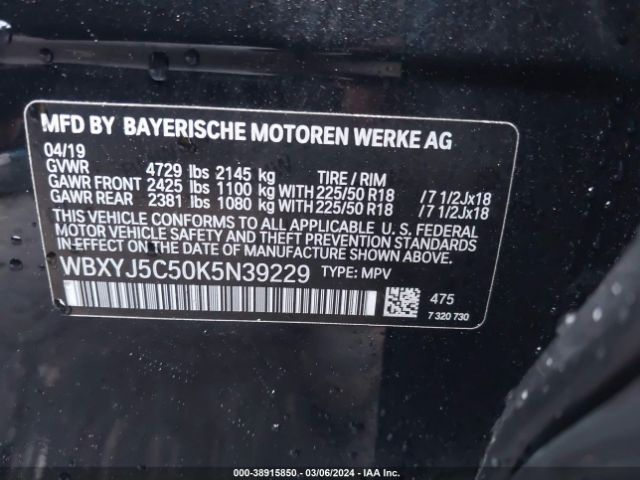 MFD BY BAYERISCHE MOTOREN WERKE AG
04/19
GVWR 4729 lbs 2145 kg TIRE / RIM
GAWR FRONT 2425 lbs 1100 kg WITH 225/50 R18 /7 1/2Jx18
GAWR REAR 2381 lbs 1080 kg WITH 225/50 R18 /7 1/2Jx18
THIS VEHICLE CONFORMS TO ALL APPLICABLE U. S. FEDERAL
MOTOR VEHICLE SAFETY AND THEFT PREVENTION STANDARDS
IN EFFECT ON THE DATE OF MANUFACTURE SHOWN ABOVE.
WBXYJ5C50K5N39229 TYPE: MPV
475
7 320 730
000-38915850 | 03/06/2024 | IAA Inc.